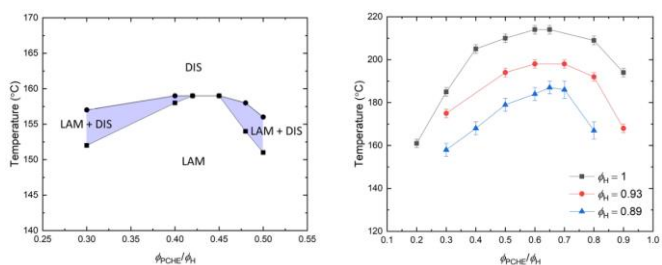 170
165
160
155
150
145
140
Temperature (°C)
DIS
LAM + DIS
LAM + DIS
LAM
0.25 0.30 0.35 0.40 0.45 0.50 0.55
ϕPCHE/ϕH
220
200
180
160
140
120
Temperature (°C)
ϕH = 1
ϕH = 0.93
ϕH = 0.89
0.1 0.2 0.3 0.4 0.5 0.6 0.7 0.8 0.9 1.0
ϕPCHE/ϕH